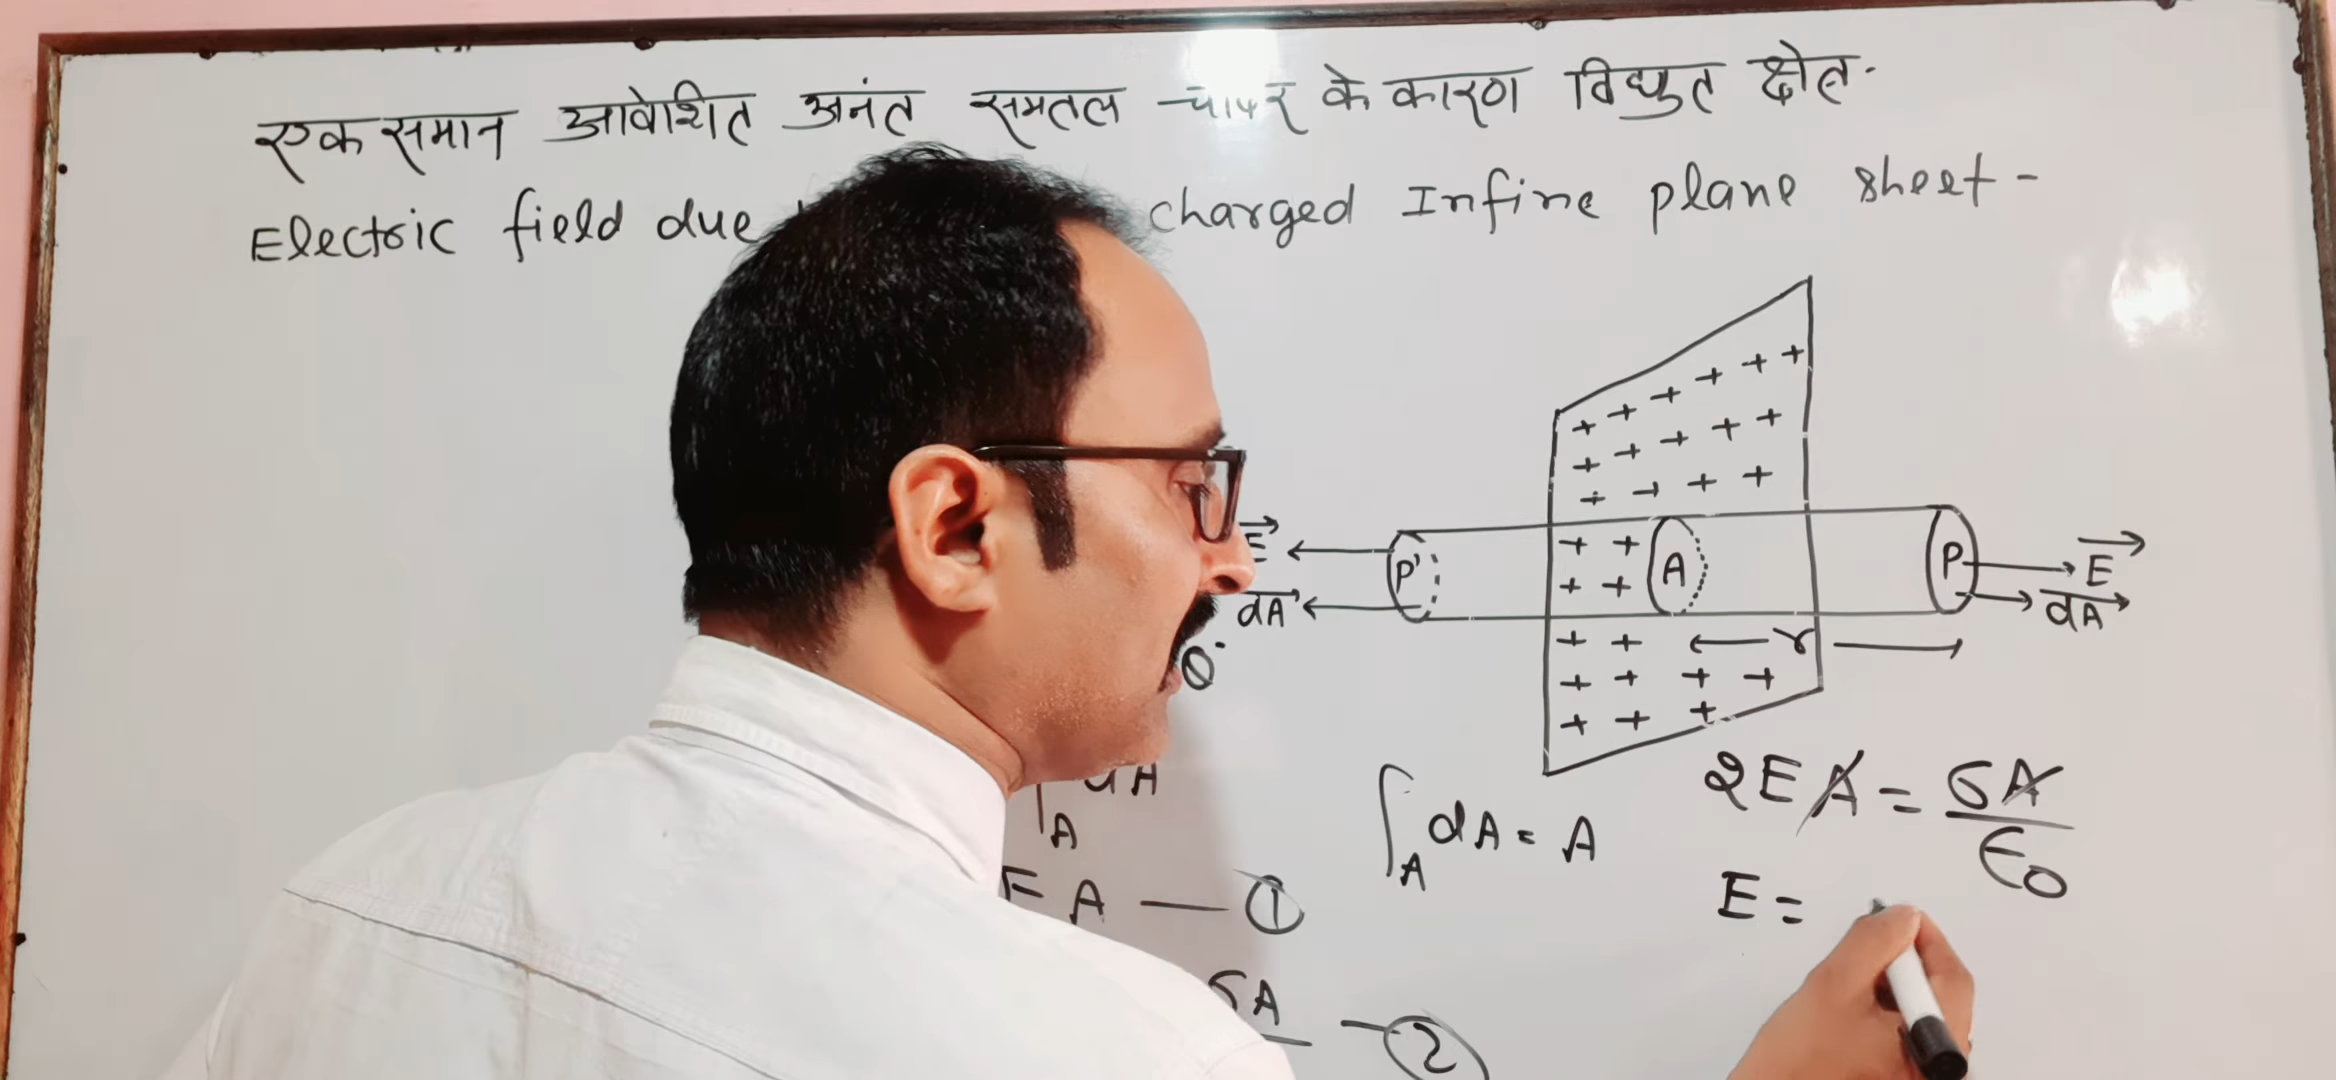 एक समान आवेशित अनंत समतल चादर के कारण विद्युत क्षेत्र-
Electric field due charged Infine plane sheet -
E→ P' A P E→
dA→ dA→
r
θ
dA
A
∫A dA = A
2EA = σA/ϵ0
E A — ①
E =
σA — ②